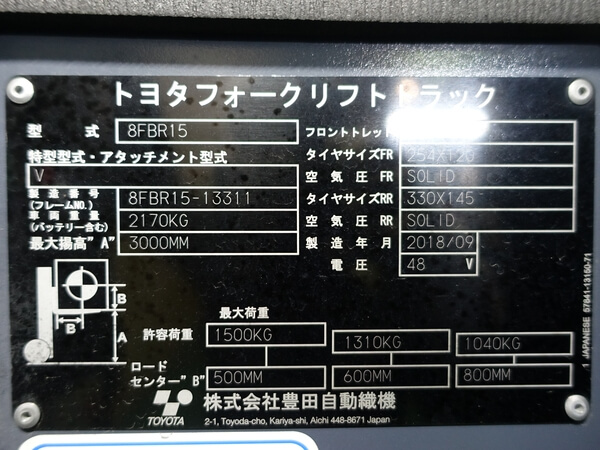 トヨタフォークリフトトラック
型 式 8FBR15 フロントトレッド
特型型式・アタッチメント型式 タイヤサイズFR 254X120
V 空気圧FR SOLID
製造番号(フレームNO.) 8FBR15-13311 タイヤサイズRR 330X145
車両重量(バッテリー含む) 2170KG 空気圧RR SOLID
最大揚高"A" 3000MM 製造年月 2018/09
電圧 48 V
B
B
A
最大荷重
許容荷重 1500KG 1310KG 1040KG
ロードセンター"B" 500MM 600MM 800MM
TOYOTA 株式会社豊田自動織機
2-1, Toyoda-cho, Kariya-shi, Aichi 448-8671 Japan
1 JAPANESE 57841-13150-71